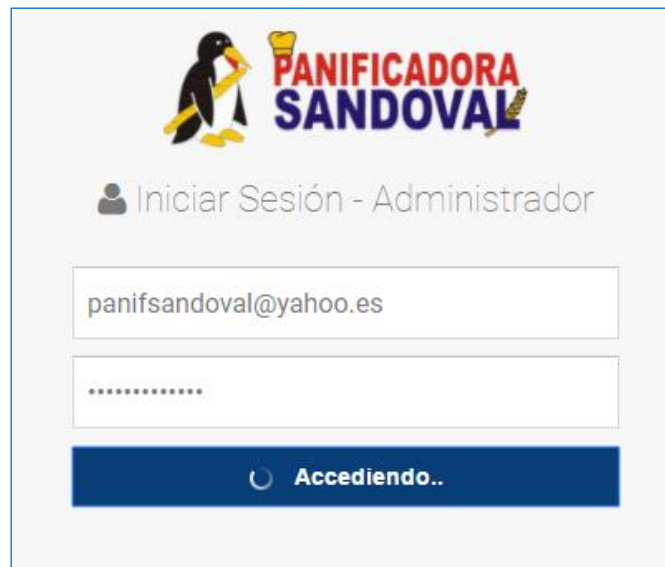 PANIFICADORA
SANDOVAL
Iniciar Sesión - Administrador
panifsandoval@yahoo.es
•••••••••••••
Accediendo..